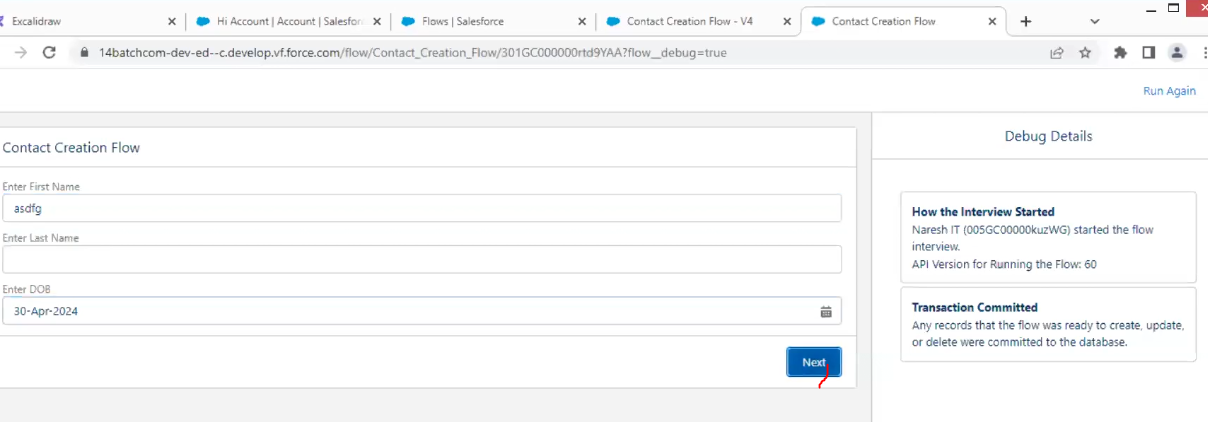 Excalidraw
Hi Account | Account | Salesfor
Flows | Salesforce
Contact Creation Flow - V4
Contact Creation Flow
14batchcom-dev-ed--c.develop.vf.force.com/flow/Contact_Creation_Flow/301GC000000rtd9YAA?flow__debug=true
Run Again
Contact Creation Flow
Enter First Name
asdfg
Enter Last Name
Enter DOB
30-Apr-2024
Next
Debug Details
How the Interview Started
Naresh IT (005GC00000kuzWG) started the flow
interview.
API Version for Running the Flow: 60
Transaction Committed
Any records that the flow was ready to create, update,
or delete were committed to the database.